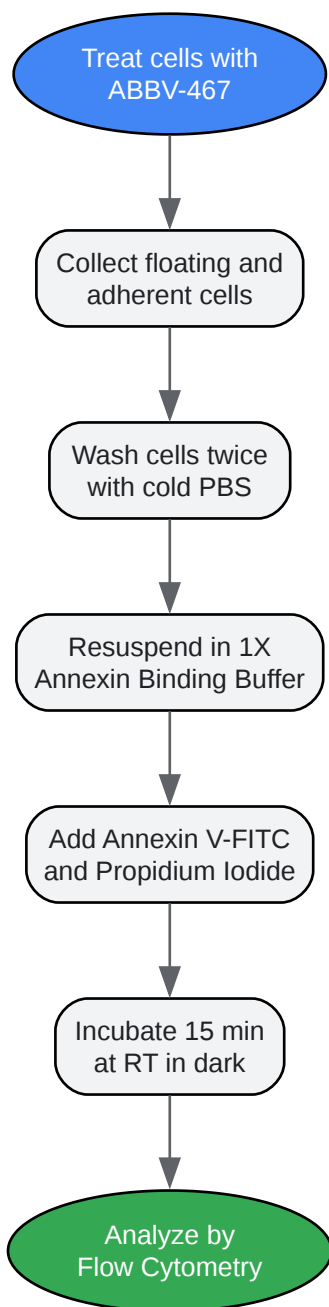 Treat cells with
ABBV-467
Collect floating and
adherent cells
Wash cells twice
with cold PBS
Resuspend in 1X
Annexin Binding Buffer
Add Annexin V-FITC
and Propidium Iodide
Incubate 15 min
at RT in dark
Analyze by
Flow Cytometry